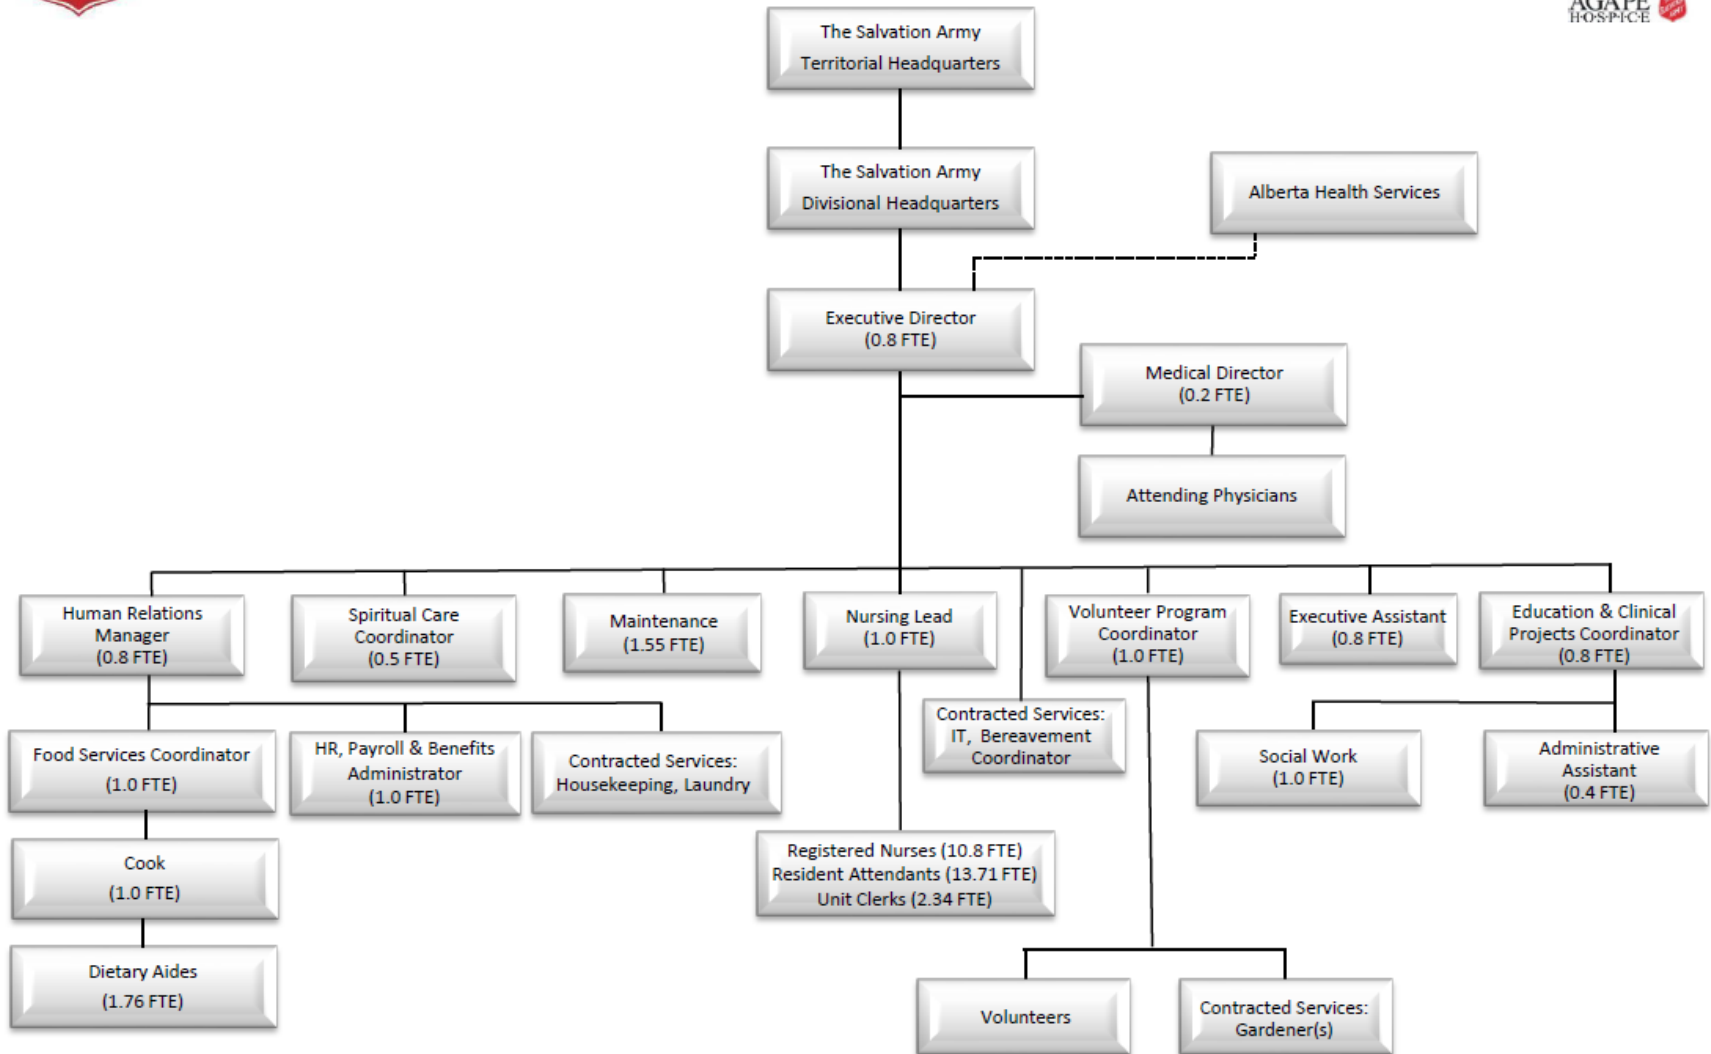 AGAPE
H·O·S·P·I·C·E
The Salvation Army
Territorial Headquarters
The Salvation Army
Divisional Headquarters
Alberta Health Services
Executive Director
(0.8 FTE)
Medical Director
(0.2 FTE)
Attending Physicians
Human Relations
Manager
(0.8 FTE)
Spiritual Care
Coordinator
(0.5 FTE)
Maintenance
(1.55 FTE)
Nursing Lead
(1.0 FTE)
Volunteer Program
Coordinator
(1.0 FTE)
Executive Assistant
(0.8 FTE)
Education & Clinical
Projects Coordinator
(0.8 FTE)
Food Services Coordinator
(1.0 FTE)
HR, Payroll & Benefits
Administrator
(1.0 FTE)
Contracted Services:
Housekeeping, Laundry
Contracted Services:
IT, Bereavement
Coordinator
Social Work
(1.0 FTE)
Administrative
Assistant
(0.4 FTE)
Cook
(1.0 FTE)
Registered Nurses (10.8 FTE)
Resident Attendants (13.71 FTE)
Unit Clerks (2.34 FTE)
Dietary Aides
(1.76 FTE)
Volunteers
Contracted Services:
Gardener(s)